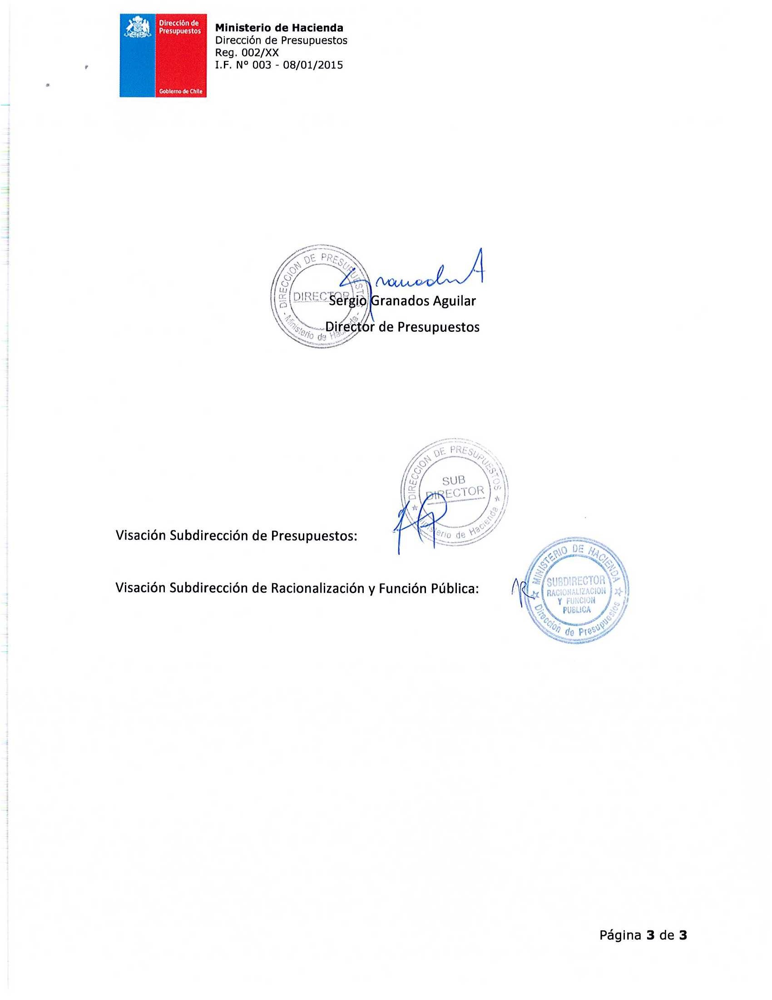 Dirección de
Presupuestos
Gobierno de Chile
Ministerio de Hacienda
Dirección de Presupuestos
Reg. 002/XX
I.F. Nº 003 - 08/01/2015
DIRECCION DE PRESUPUESTOS
DIRECTOR
- Ministerio de Hacienda -
Sergio Granados Aguilar
Director de Presupuestos
DIRECCION DE PRESUPUESTOS
SUB
DIRECTOR
Ministerio de Hacienda
Visación Subdirección de Presupuestos:
Visación Subdirección de Racionalización y Función Pública:
MINISTERIO DE HACIENDA
SUBDIRECTOR
RACIONALIZACION
Y FUNCION
PUBLICA
Dirección de Presupuestos
Página 3 de 3